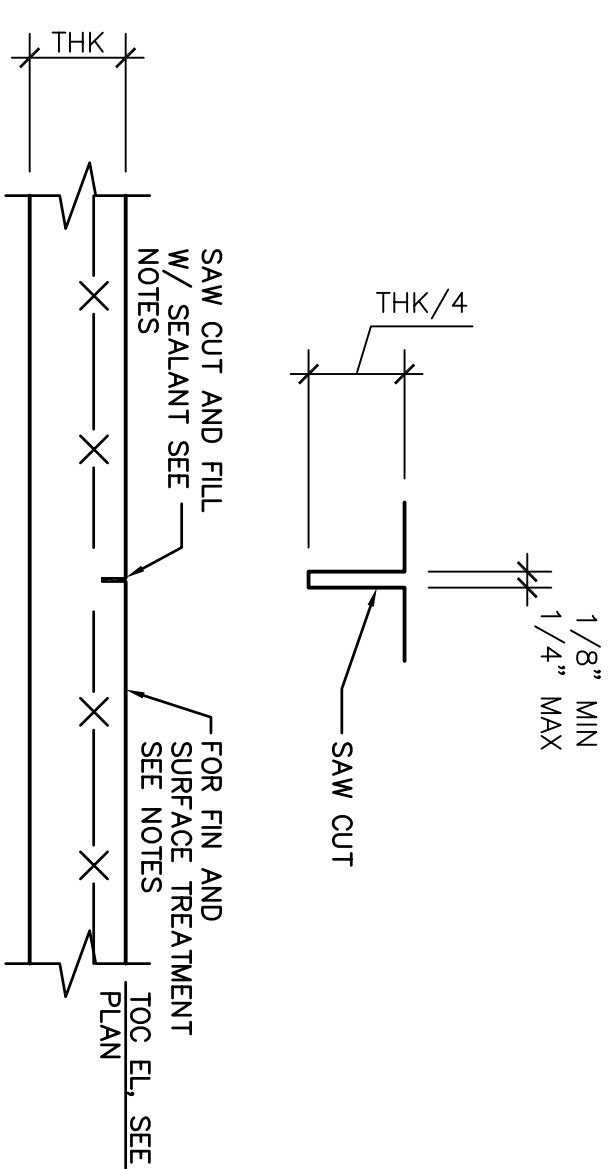 1/8" MIN
1/4" MAX
THK/4
SAW CUT
SAW CUT AND FILL
W/ SEALANT SEE
NOTES
FOR FIN AND
SURFACE TREATMENT
SEE NOTES
THK
TOC EL, SEE
PLAN